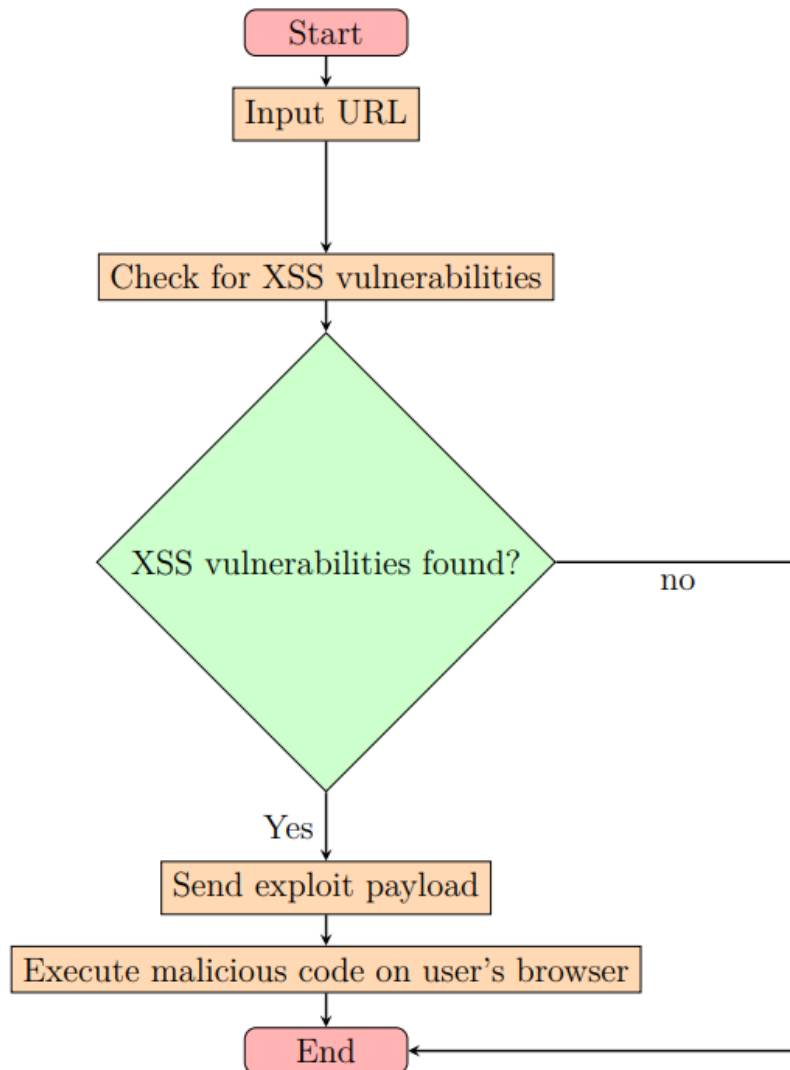 Start
Input URL
Check for XSS vulnerabilities
XSS vulnerabilities found?
no
Yes
Send exploit payload
Execute malicious code on user's browser
End